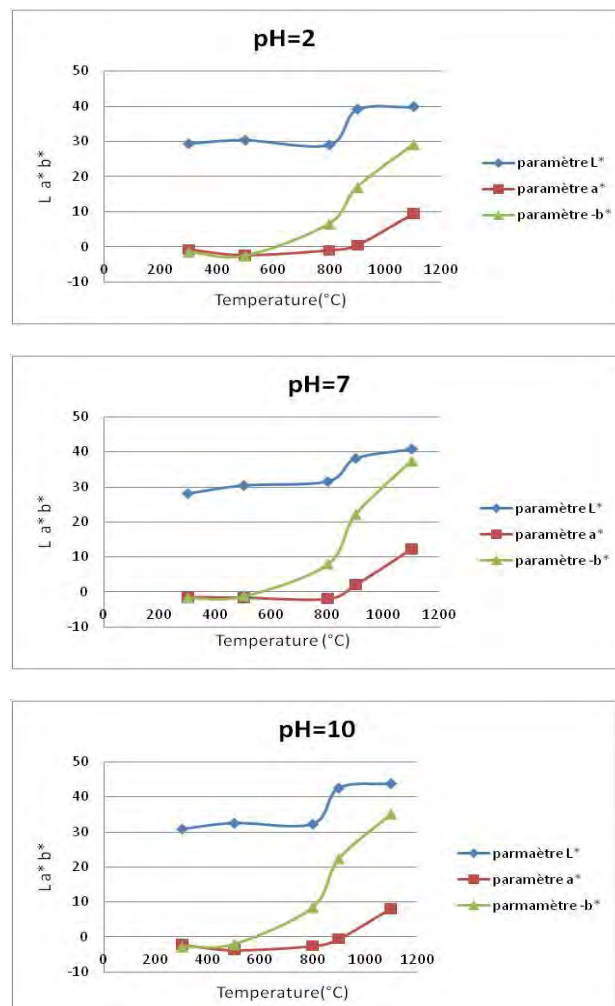 pH=2
50
40
30
20
10
0
-10
0 200 400 600 800 1000 1200
L a* b*
Temperature(°C)
paramètre L*
paramètre a*
paramètre -b*
pH=7
50
40
30
20
10
0
-10
0 200 400 600 800 1000 1200
L a* b*
Temperature (°C)
paramètre L*
paramètre a*
paramètre -b*
pH=10
50
40
30
20
10
0
-10
0 200 400 600 800 1000 1200
L a* b*
Temperature(°C)
parmaètre L*
paramètre a*
parmamètre -b*